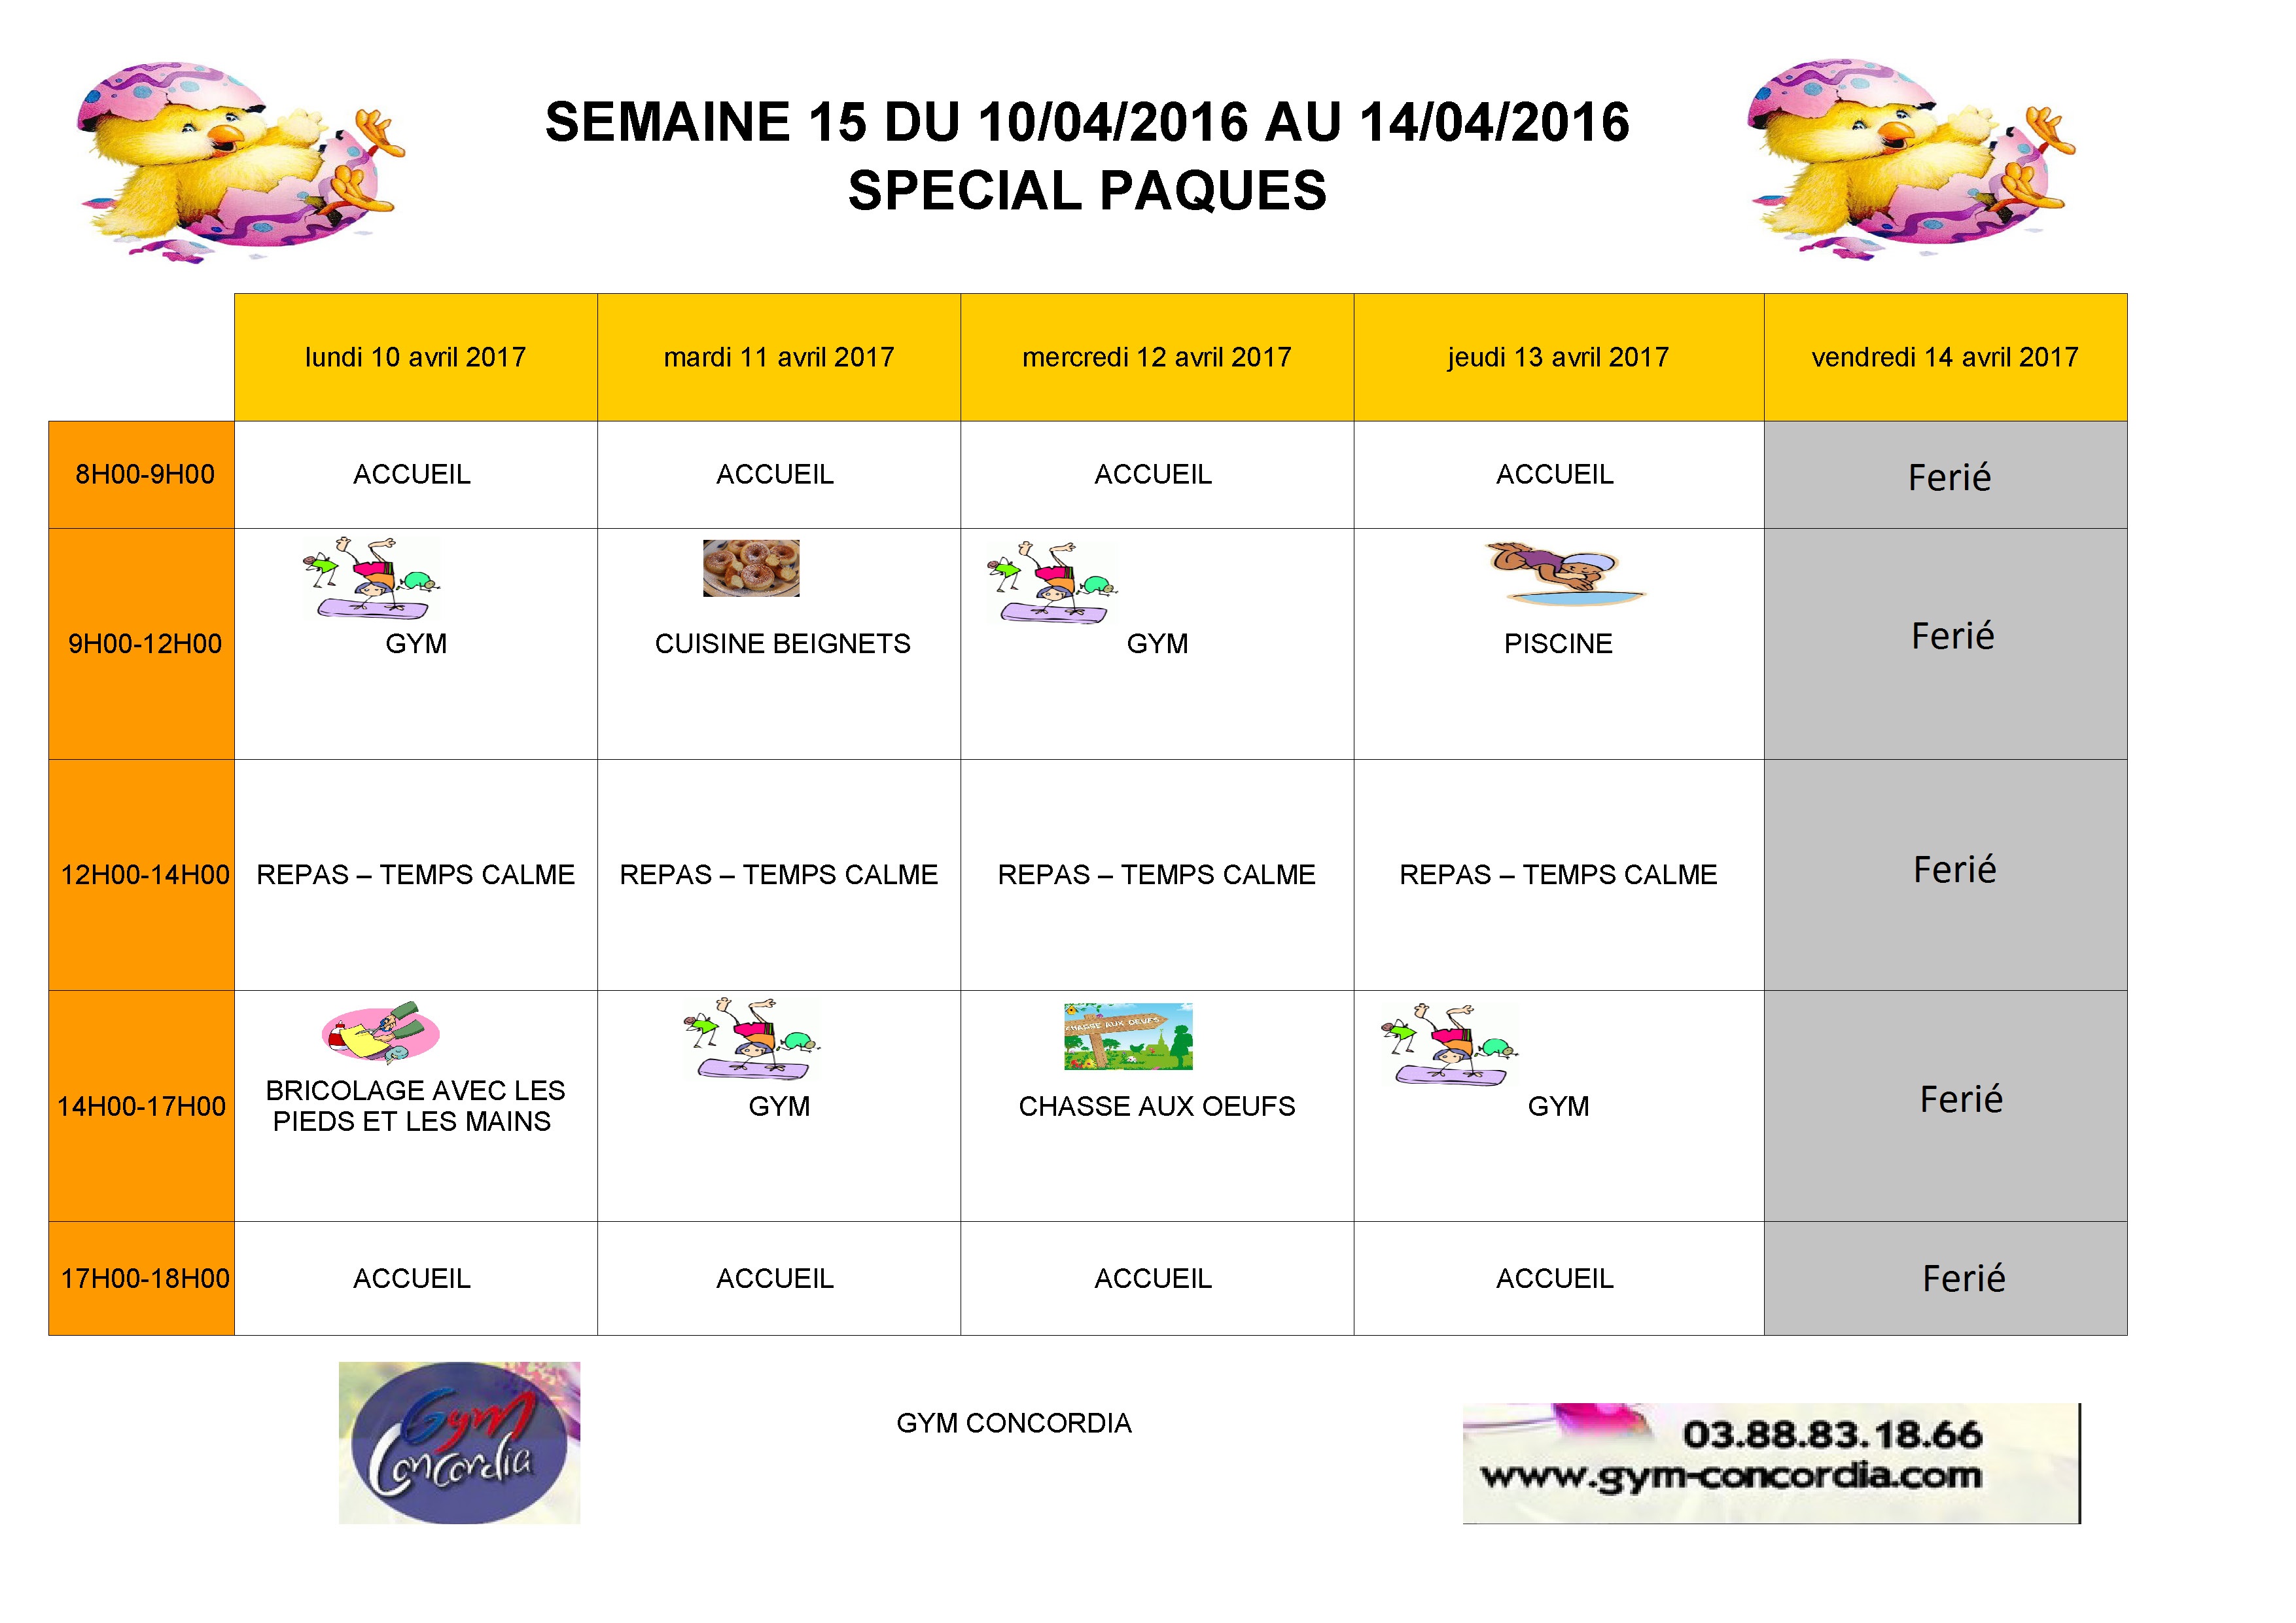 SEMAINE 15 DU 10/04/2016 AU 14/04/2016
SPECIAL PAQUES
lundi 10 avril 2017
mardi 11 avril 2017
mercredi 12 avril 2017
jeudi 13 avril 2017
vendredi 14 avril 2017
8H00-9H00
ACCUEIL
ACCUEIL
ACCUEIL
ACCUEIL
Ferié
9H00-12H00
GYM
CUISINE BEIGNETS
GYM
PISCINE
Ferié
12H00-14H00
REPAS – TEMPS CALME
REPAS – TEMPS CALME
REPAS – TEMPS CALME
REPAS – TEMPS CALME
Ferié
14H00-17H00
BRICOLAGE AVEC LES
PIEDS ET LES MAINS
GYM
CHASSE AUX OEUFS
CHASSE AUX OEUFS
GYM
Ferié
17H00-18H00
ACCUEIL
ACCUEIL
ACCUEIL
ACCUEIL
Ferié
Gym
Concordia
GYM CONCORDIA
03.88.83.18.66
www.gym-concordia.com